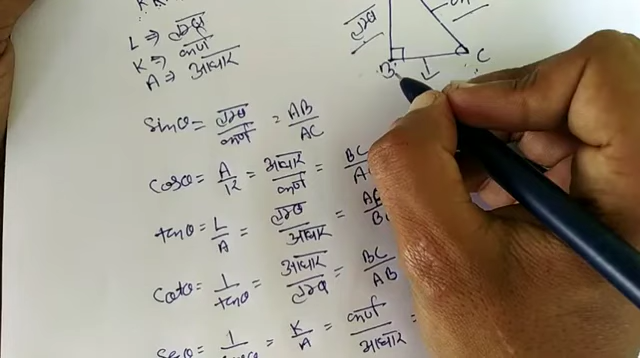 L ⇒ लम्ब
K ⇒ कर्ण
A ⇒ आधार
लम्ब
B
C
sinθ = लम्ब/कर्ण = AB/AC
cosθ = A/K = आधार/कर्ण = BC/A
tanθ = L/A = लम्ब/आधार = AB/BC
cotθ = 1/tanθ = आधार/लम्ब = BC/AB
secθ = 1/cosθ = K/A = कर्ण/आधार =